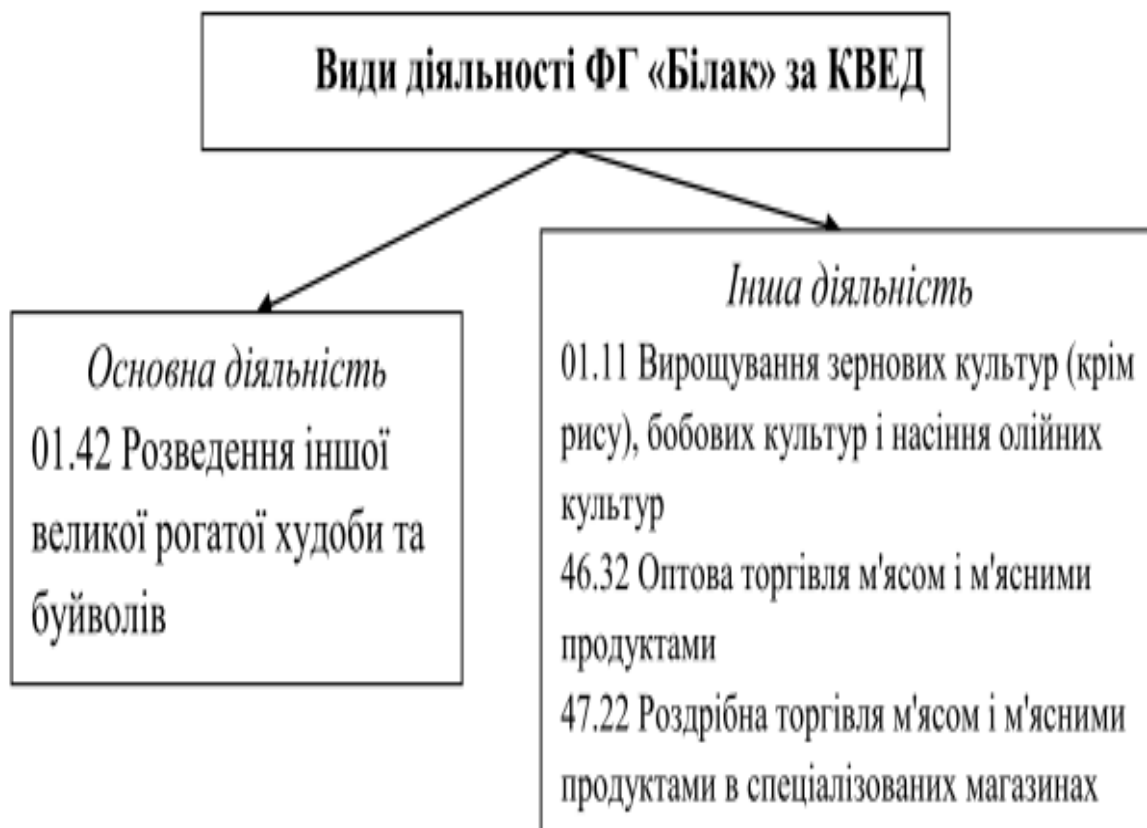 Види діяльності ФГ «Білак» за КВЕД
Основна діяльність
01.42 Розведення іншої
великої рогатої худоби та
буйволів
Інша діяльність
01.11 Вирощування зернових культур (крім
рису), бобових культур і насіння олійних
культур
46.32 Оптова торгівля м'ясом і м'ясними
продуктами
47.22 Роздрібна торгівля м'ясом і м'ясними
продуктами в спеціалізованих магазинах